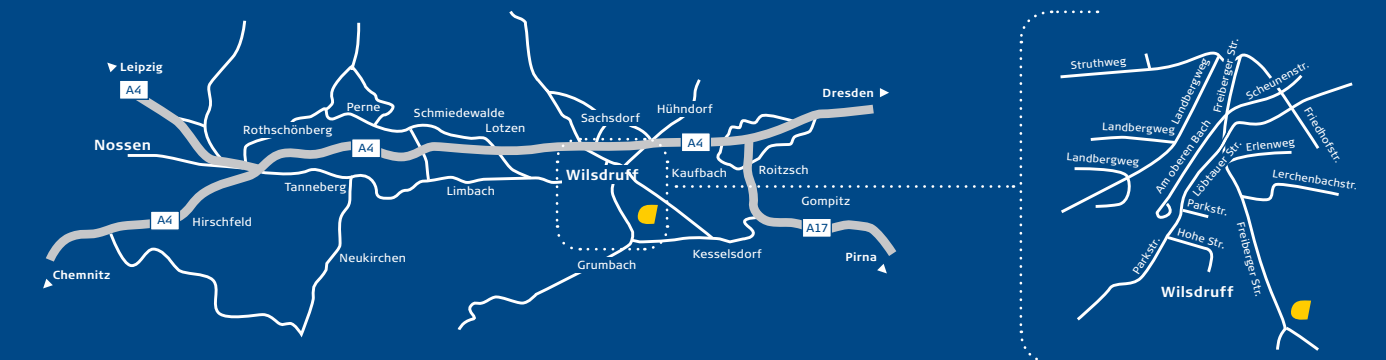 Leipzig
A4
Nossen
Rothschönberg
Perne
A4
Schmiedewalde
Lotzen
Tanneberg
Limbach
A4
Hirschfeld
Chemnitz
Neukirchen
Sachsdorf
Hühndorf
Dresden
A4
Wilsdruff
Kaufbach
Roitzsch
Gompitz
A17
Kesselsdorf
Pirna
Grumbach
Struthweg
Landbergweg
Freiberger Str.
Scheunenstr.
Friedhofstr.
Landbergweg
Landbergweg
Am oberen Bach
Löbtauer Str.
Erlenweg
Lerchenbachstr.
Parkstr.
Hohe Str.
Parkstr.
Freiberger Str.
Wilsdruff